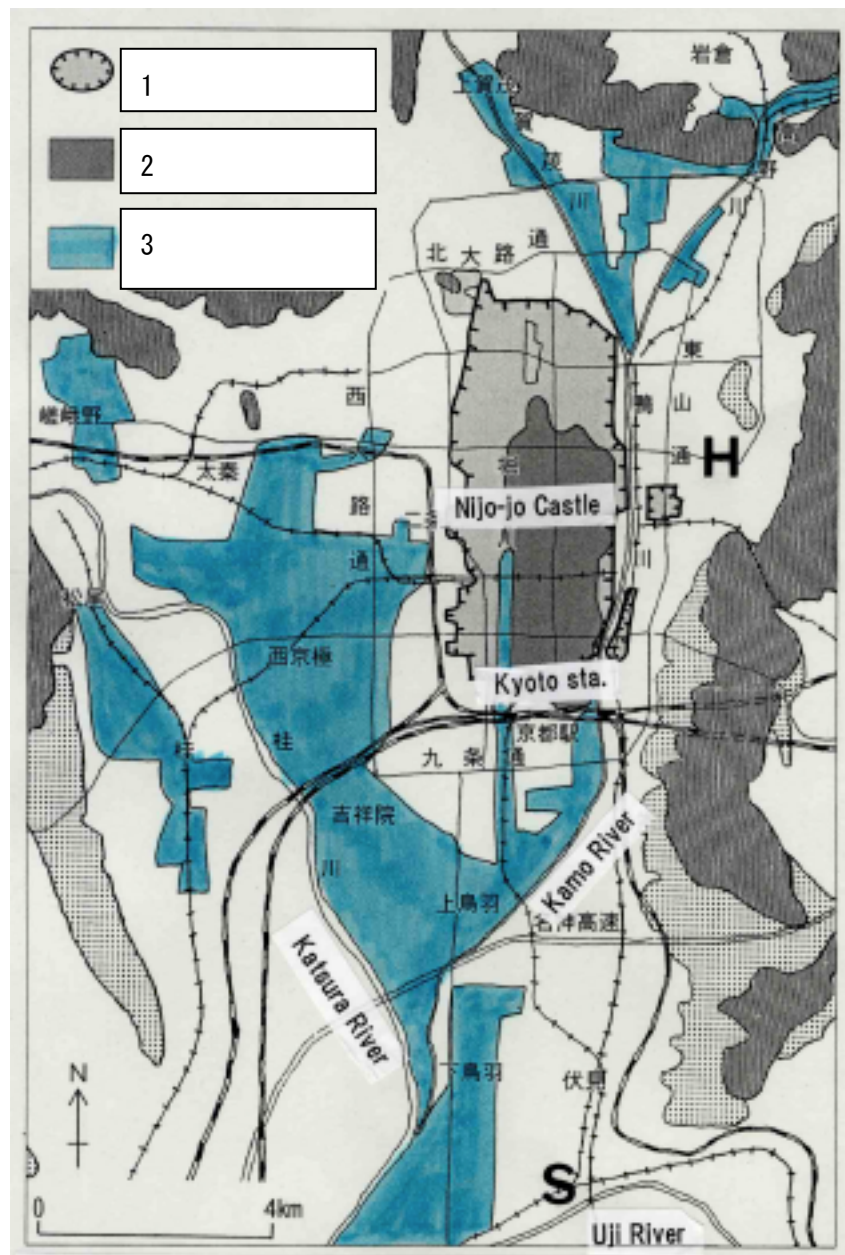 1
2
3
岩倉
上賀茂
賀茂川
高野川
北大路通
東山通
西路通
鴨川
嵯峨野
太秦
H
Nijo-jo Castle
西京極
桂川
Kyoto sta.
京都駅
九条通
桂
吉祥院
Kamo River
上鳥羽
名神高速
Katsura River
下鳥羽
伏見
N
S
0
4km
Uji River